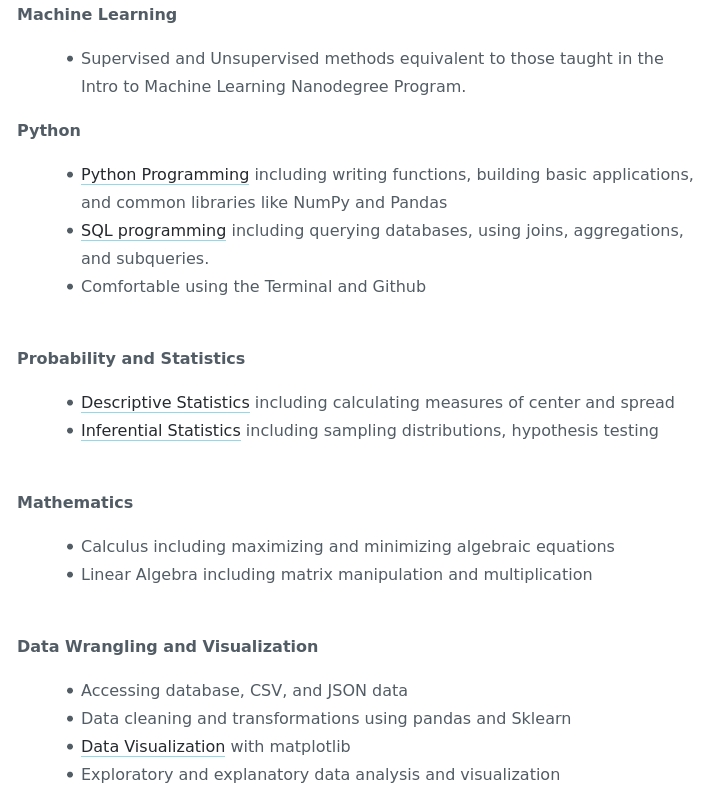 Machine Learning
• Supervised and Unsupervised methods equivalent to those taught in the
Intro to Machine Learning Nanodegree Program.
Python
• Python Programming including writing functions, building basic applications,
and common libraries like NumPy and Pandas
• SQL programming including querying databases, using joins, aggregations,
and subqueries.
• Comfortable using the Terminal and Github
Probability and Statistics
• Descriptive Statistics including calculating measures of center and spread
• Inferential Statistics including sampling distributions, hypothesis testing
Mathematics
• Calculus including maximizing and minimizing algebraic equations
• Linear Algebra including matrix manipulation and multiplication
Data Wrangling and Visualization
• Accessing database, CSV, and JSON data
• Data cleaning and transformations using pandas and Sklearn
• Data Visualization with matplotlib
• Exploratory and explanatory data analysis and visualization